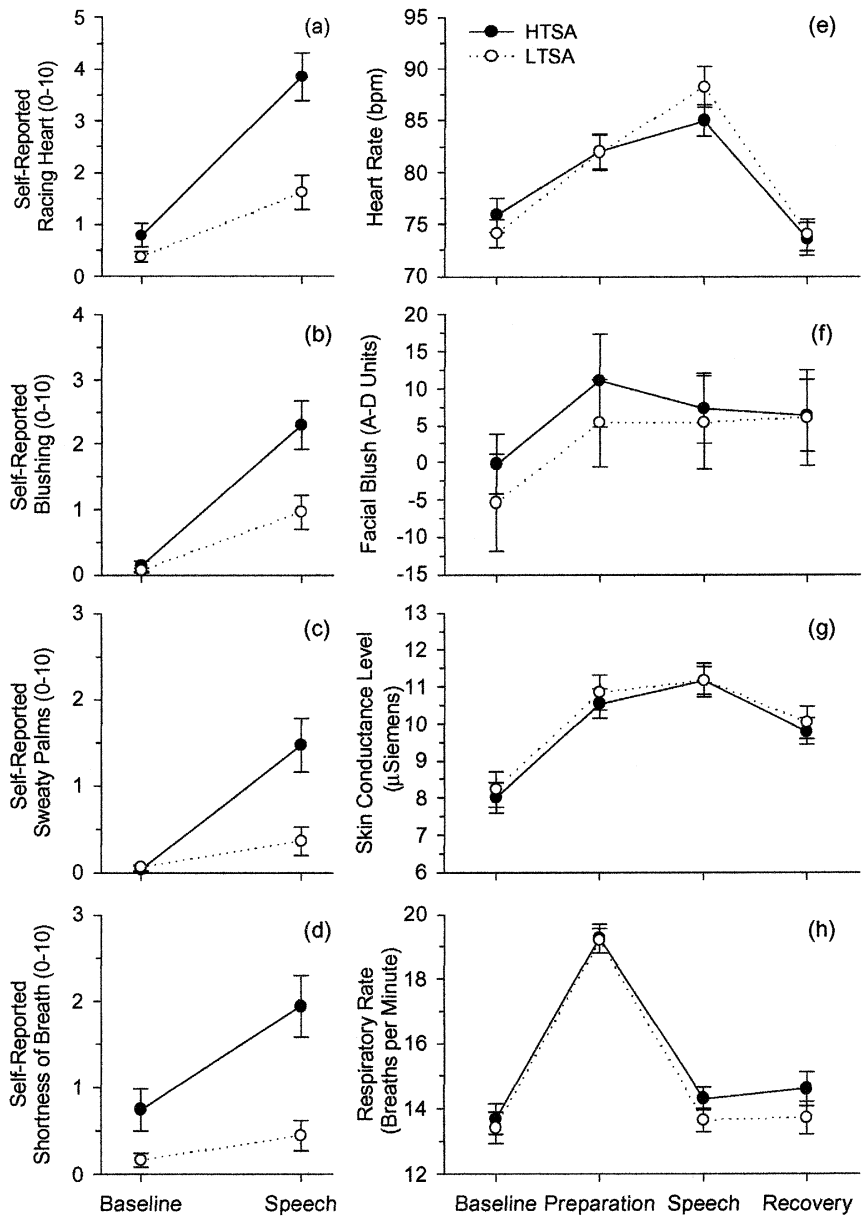 Self-Reported
Racing Heart (0-10)
5
4
3
2
1
0
(a)
Self-Reported
Blushing (0-10)
4
3
2
1
0
(b)
Self-Reported
Sweaty Palms (0-10)
3
2
1
0
(c)
Self-Reported
Shortness of Breath (0-10)
3
2
1
0
(d)
Baseline Speech
Heart Rate (bpm)
95
90
85
80
75
70
HTSA
LTSA
(e)
Facial Blush (A-D Units)
20
15
10
5
0
-5
-10
-15
(f)
Skin Conductance Level
(μSiemens)
13
12
11
10
9
8
7
6
(g)
Respiratory Rate
(Breaths per Minute)
20
18
16
14
12
(h)
Baseline Preparation Speech Recovery